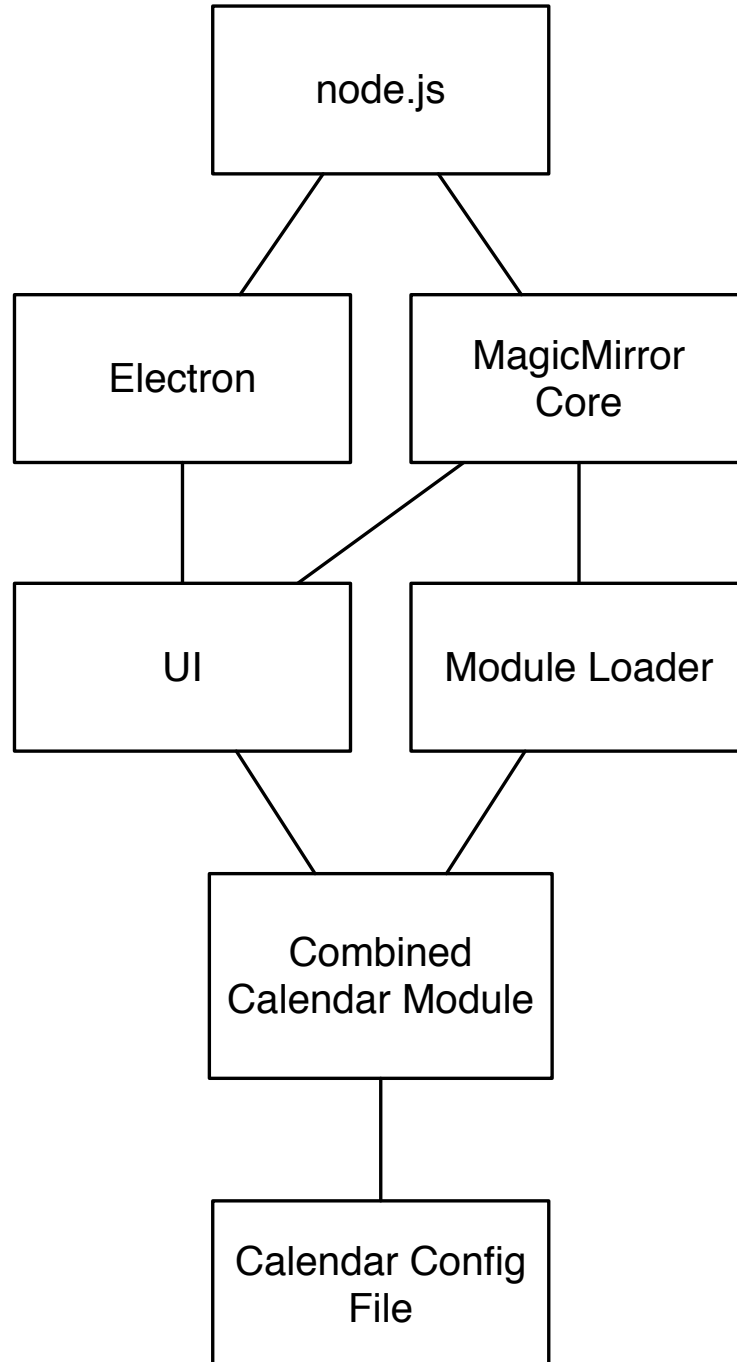 node.js
Electron
MagicMirror
Core
UI
Module Loader
Combined
Calendar Module
Calendar Config
File